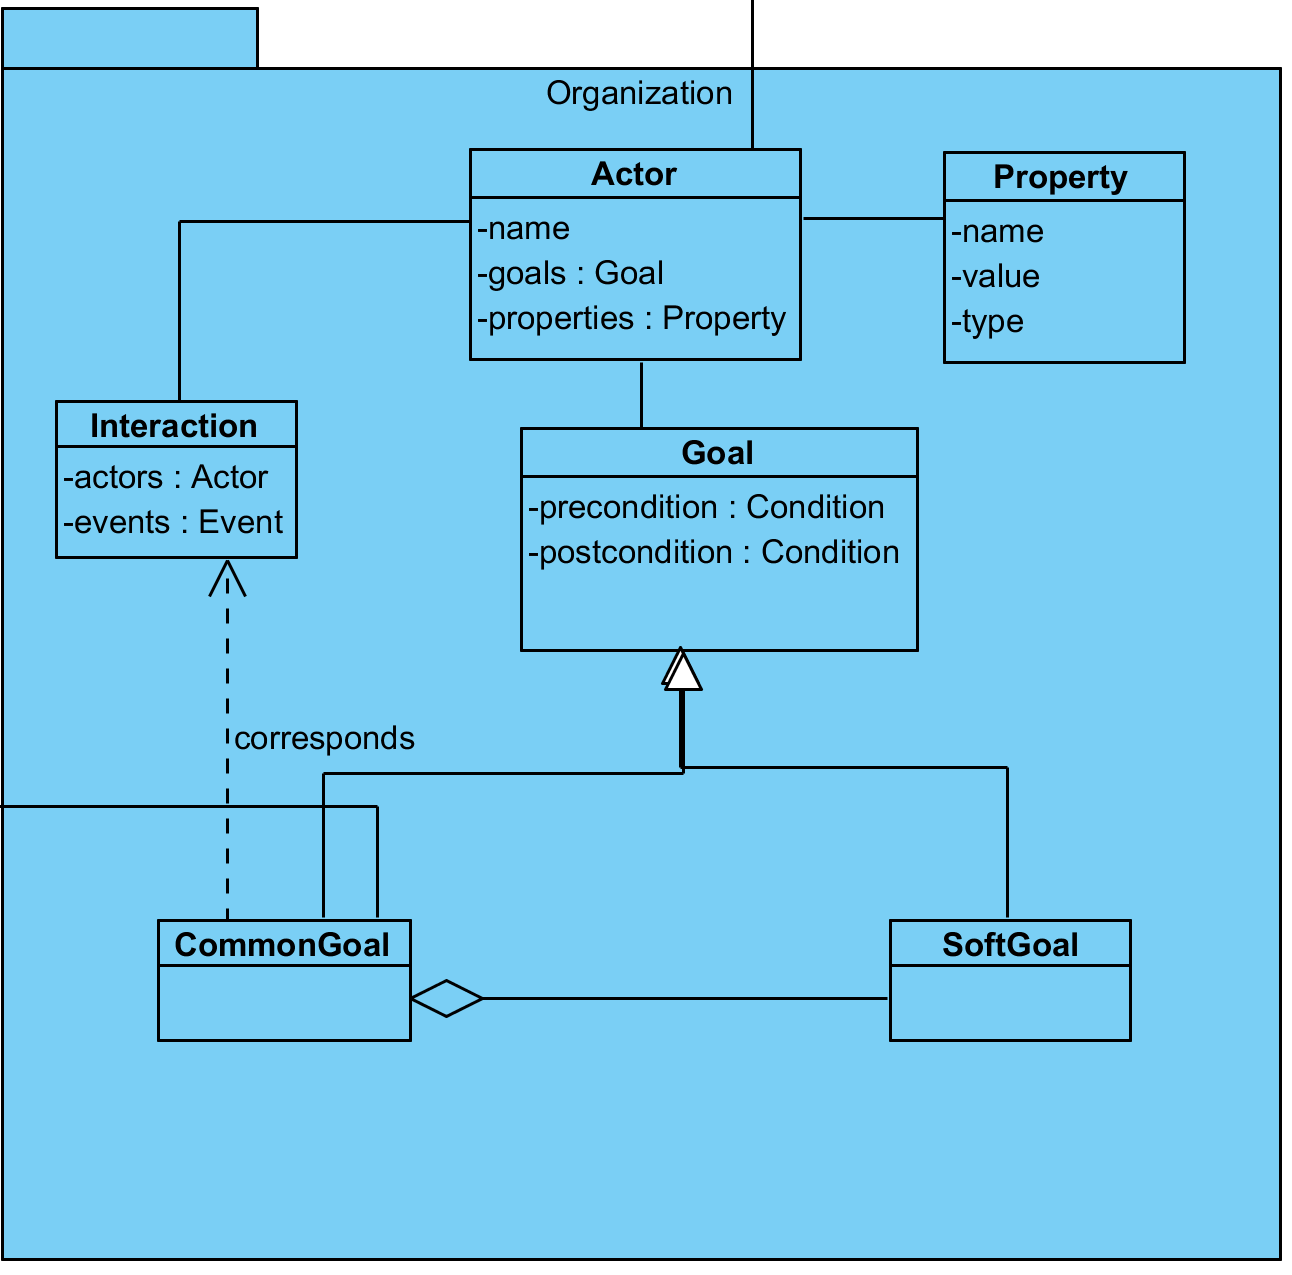 Organization
Actor
-name
-goals : Goal
-properties : Property
Property
-name
-value
-type
Interaction
-actors : Actor
-events : Event
Goal
-precondition : Condition
-postcondition : Condition
corresponds
CommonGoal
SoftGoal